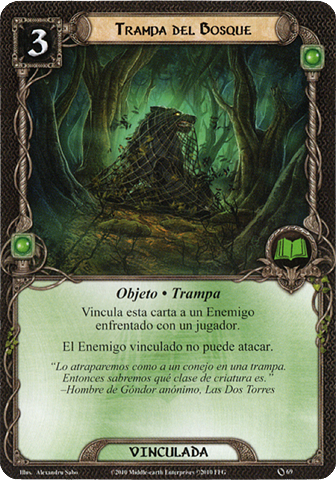 3
TRAMPA DEL BOSQUE
Objeto • Trampa
Vincula esta carta a un Enemigo
enfrentado con un jugador.
El Enemigo vinculado no puede atacar.
“Lo atraparemos como a un conejo en una trampa.
Entonces sabremos qué clase de criatura es.”
–Hombre de Góndor anónimo, Las Dos Torres
VINCULADA
Illus. Alexandru Sabo
©2010 Middle-earth Enterprises ©2010 FFG
69